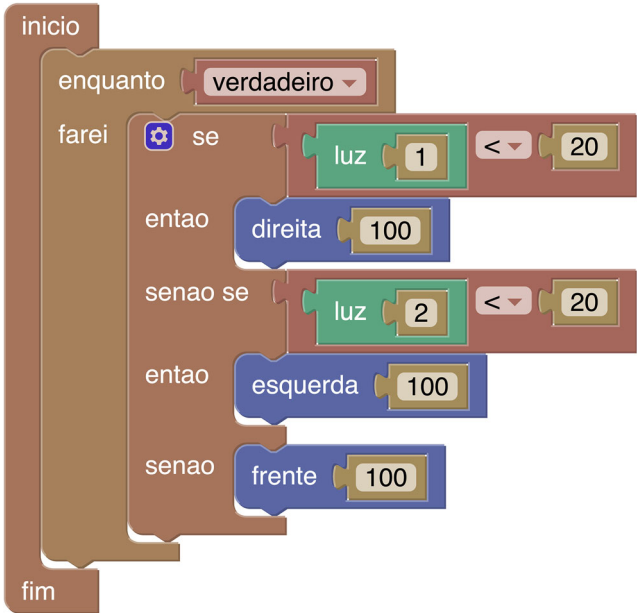 inicio
enquanto verdadeiro
farei se luz 1 < 20
entao direita 100
senao se luz 2 < 20
entao esquerda 100
senao frente 100
fim